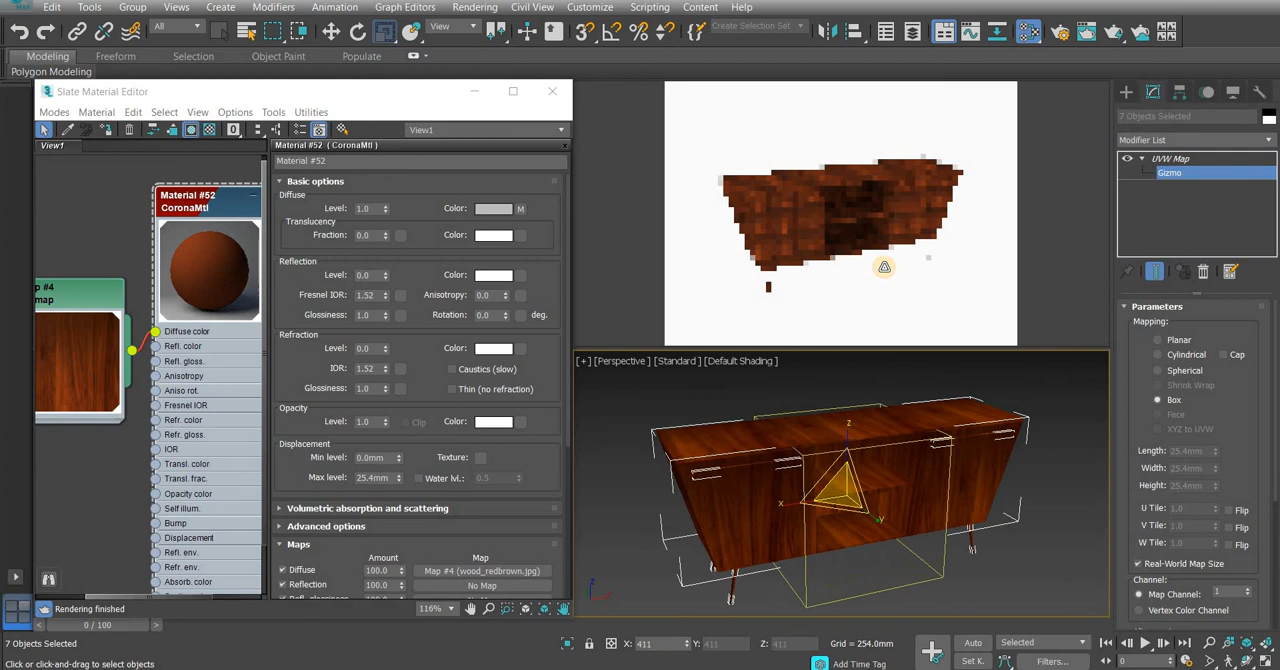 Edit Tools Group Views Create Modifiers Animation Graph Editors Rendering Civil View Customize Scripting Content Help
All View Create Selection Set
Modeling Freeform Selection Object Paint Populate
Polygon Modeling
Slate Material Editor
Modes Material Edit Select View Options Tools Utilities
View1
View1
Material #52 ( CoronaMtl )
Material #52
Material #52
CoronaMtl
Map #4
Diffuse color
Refl. color
Refl. gloss.
Anisotropy
Aniso rot.
Fresnel IOR
Refr. color
Refr. gloss.
IOR
Transl. color
Transl. frac.
Opacity color
Self illum.
Bump
Displacement
Refl. env.
Refr. env.
Absorb. color
Basic options
Diffuse
Level: 1.0 Color: M
Translucency
Fraction: 0.0 Color:
Reflection
Level: 0.0 Color:
Fresnel IOR: 1.52 Anisotropy: 0.0
Glossiness: 1.0 Rotation: 0.0 deg.
Refraction
Level: 0.0 Color:
IOR: 1.52 Caustics (slow)
Glossiness: 1.0 Thin (no refraction)
Opacity
Level: 1.0 Clip Color:
Displacement
Min level: 0.0mm Texture:
Max level: 25.4mm Water lvl.: 0.5
Volumetric absorption and scattering
Advanced options
Maps
Amount Map
Diffuse 100.0 Map #4 (wood_redbrown.jpg)
Reflection 100.0 No Map
Rendering finished
116%
[+] [Perspective] [Standard] [Default Shading]
z
x
y
z
7 Objects Selected
Modifier List
UVW Map
Gizmo
Parameters
Mapping:
Planar
Cylindrical Cap
Spherical
Shrink Wrap
Box
Face
XYZ to UVW
Length: 25.4mm
Width: 25.4mm
Height: 25.4mm
U Tile: 1.0 Flip
V Tile: 1.0 Flip
W Tile: 1.0 Flip
Real-World Map Size
Channel:
Map Channel: 1
Vertex Color Channel
< 0 / 100 >
7 Objects Selected
Click or click-and-drag to select objects
X: 411 Y: 411 Z: 411 Grid = 254.0mm
Add Time Tag
Auto Selected
Set K. Filters...
0